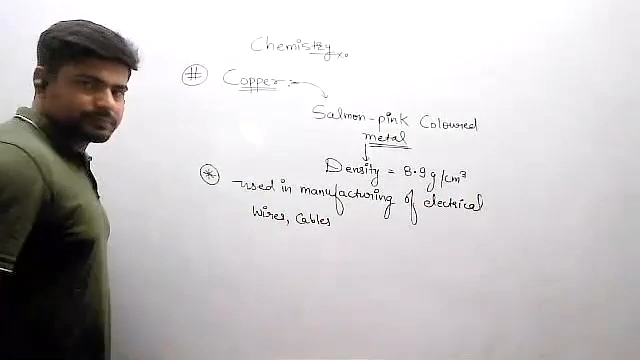 Chemistry
# Copper :-
Salmon-pink Coloured
metal
Density = 8.9 g/cm³
* used in manufacturing of electrical
wires, Cables